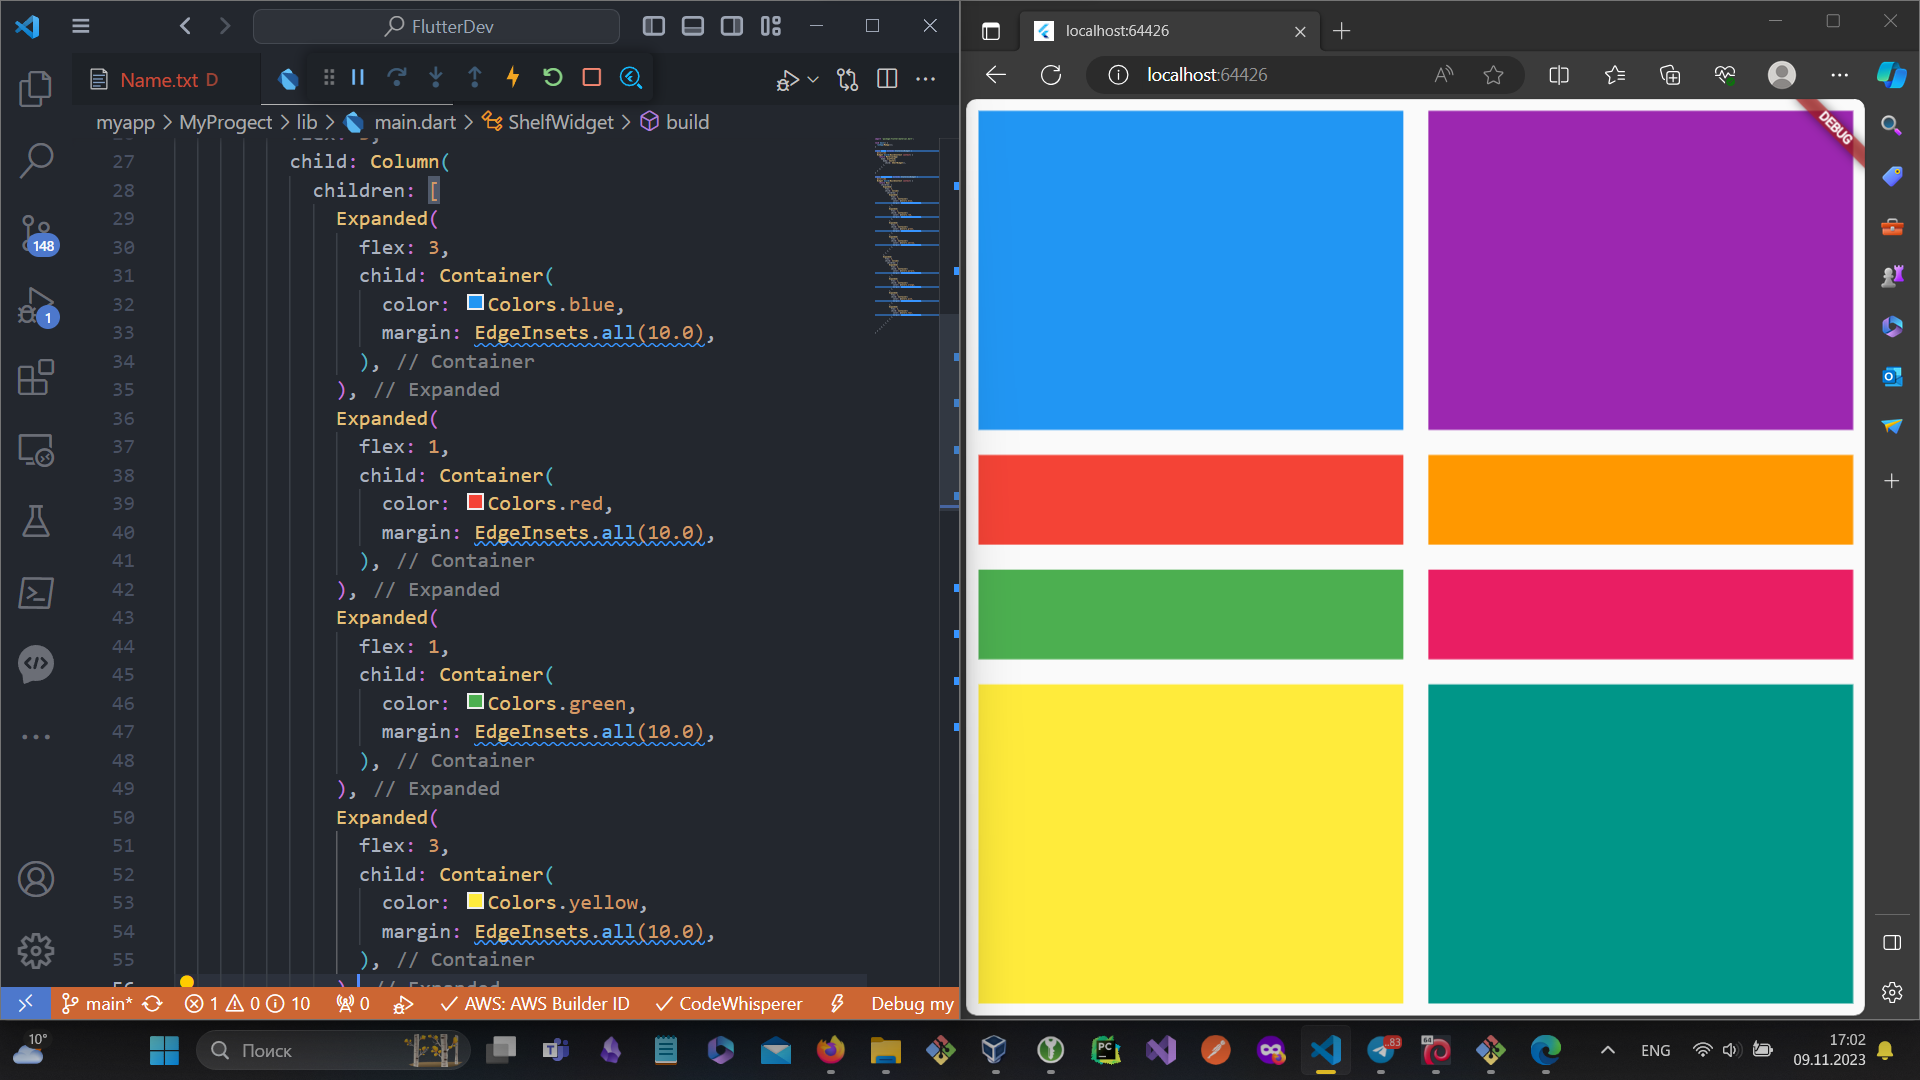 FlutterDev
Name.txt D
myapp > MyProgect > lib > main.dart > ShelfWidget > build
27 child: Column(
28 children: [
29 Expanded(
30 flex: 3,
31 child: Container(
32 color: Colors.blue,
33 margin: EdgeInsets.all(10.0),
34 ), // Container
35 ), // Expanded
36 Expanded(
37 flex: 1,
38 child: Container(
39 color: Colors.red,
40 margin: EdgeInsets.all(10.0),
41 ), // Container
42 ), // Expanded
43 Expanded(
44 flex: 1,
45 child: Container(
46 color: Colors.green,
47 margin: EdgeInsets.all(10.0),
48 ), // Container
49 ), // Expanded
50 Expanded(
51 flex: 3,
52 child: Container(
53 color: Colors.yellow,
54 margin: EdgeInsets.all(10.0),
55 ), // Container
56 ) // Expanded
148
1
main* 1 0 10 0 AWS: AWS Builder ID CodeWhisperer Debug my
localhost:64426
localhost:64426
DEBUG
10°
Поиск
PC
64
.83
ENG
17:02
09.11.2023